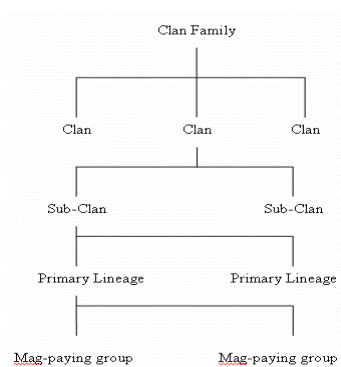 Clan Family
Clan Clan Clan
Sub-Clan Sub-Clan
Primary Lineage Primary Lineage
Mag-paying group Mag-paying group